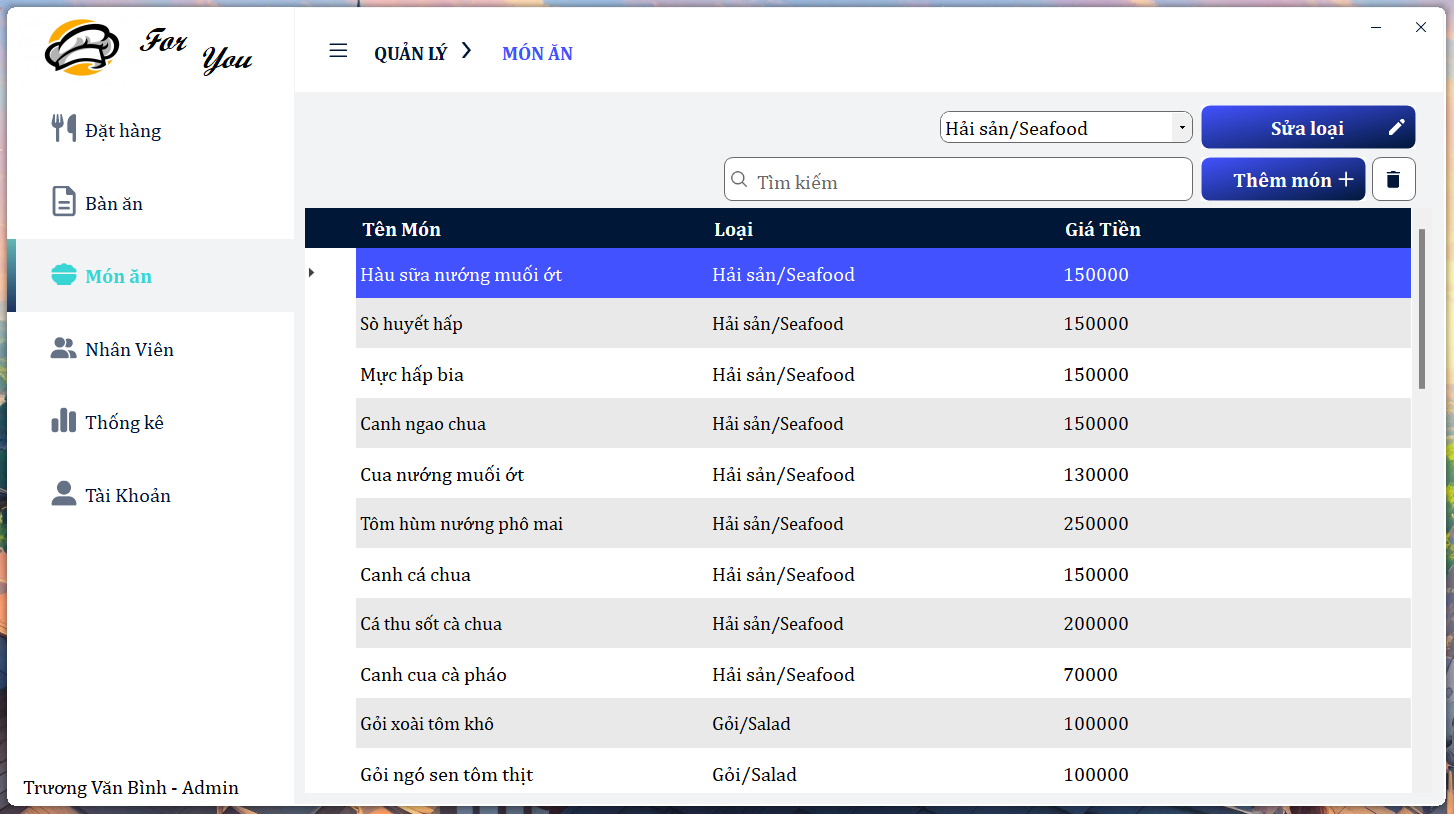 For You
QUẢN LÝ
MÓN ĂN
Đặt hàng
Bàn ăn
Món ăn
Nhân Viên
Thống kê
Tài Khoản
Trương Văn Bình - Admin
Hải sản/Seafood
Sửa loại
Tìm kiếm
Thêm món
Tên Món Loại Giá Tiền
Hàu sữa nướng muối ớt Hải sản/Seafood 150000
Sò huyết hấp Hải sản/Seafood 150000
Mực hấp bia Hải sản/Seafood 150000
Canh ngao chua Hải sản/Seafood 150000
Cua nướng muối ớt Hải sản/Seafood 130000
Tôm hùm nướng phô mai Hải sản/Seafood 250000
Canh cá chua Hải sản/Seafood 150000
Cá thu sốt cà chua Hải sản/Seafood 200000
Canh cua cà pháo Hải sản/Seafood 70000
Gỏi xoài tôm khô Gỏi/Salad 100000
Gỏi ngó sen tôm thịt Gỏi/Salad 100000